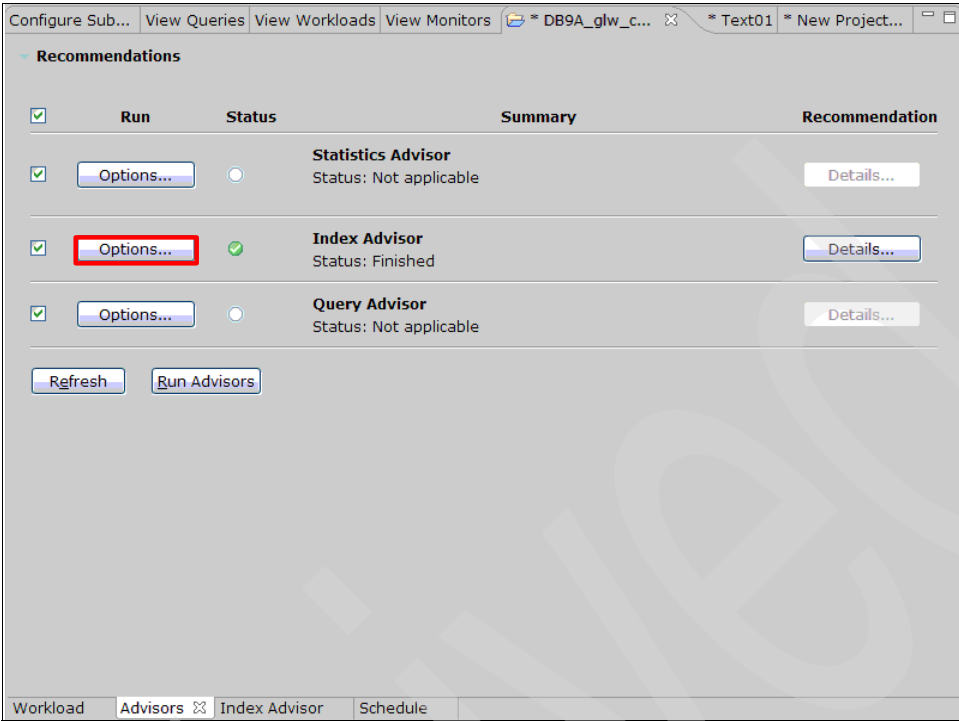 Configure Sub... View Queries View Workloads View Monitors * DB9A_glw_c... * Text01 * New Project...
Recommendations
Run Status Summary Recommendation
Statistics Advisor
Options... Status: Not applicable Details...
Index Advisor
Options... Status: Finished Details...
Query Advisor
Options... Status: Not applicable Details...
Refresh Run Advisors
Workload Advisors Index Advisor Schedule